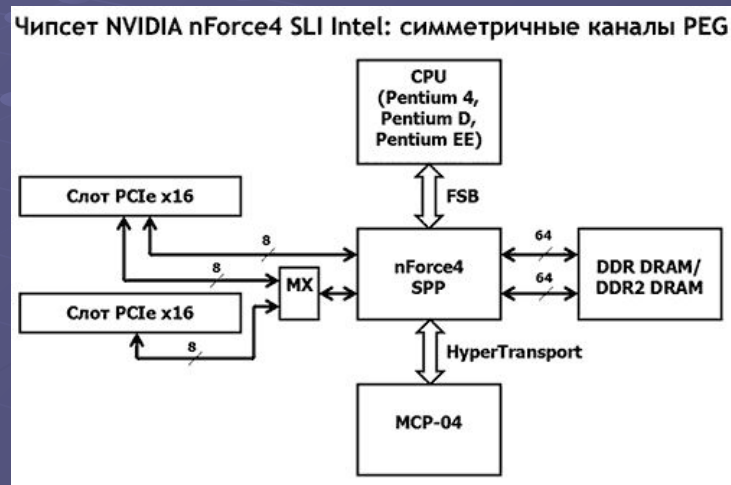 Чипсет NVIDIA nForce4 SLI Intel: симметричные каналы PEG
CPU
(Pentium 4,
Pentium D,
Pentium EE)
FSB
Слот PCIe x16
8
8
MX
nForce4
SPP
64
64
DDR DRAM/
DDR2 DRAM
Слот PCIe x16
8
HyperTransport
MCP-04